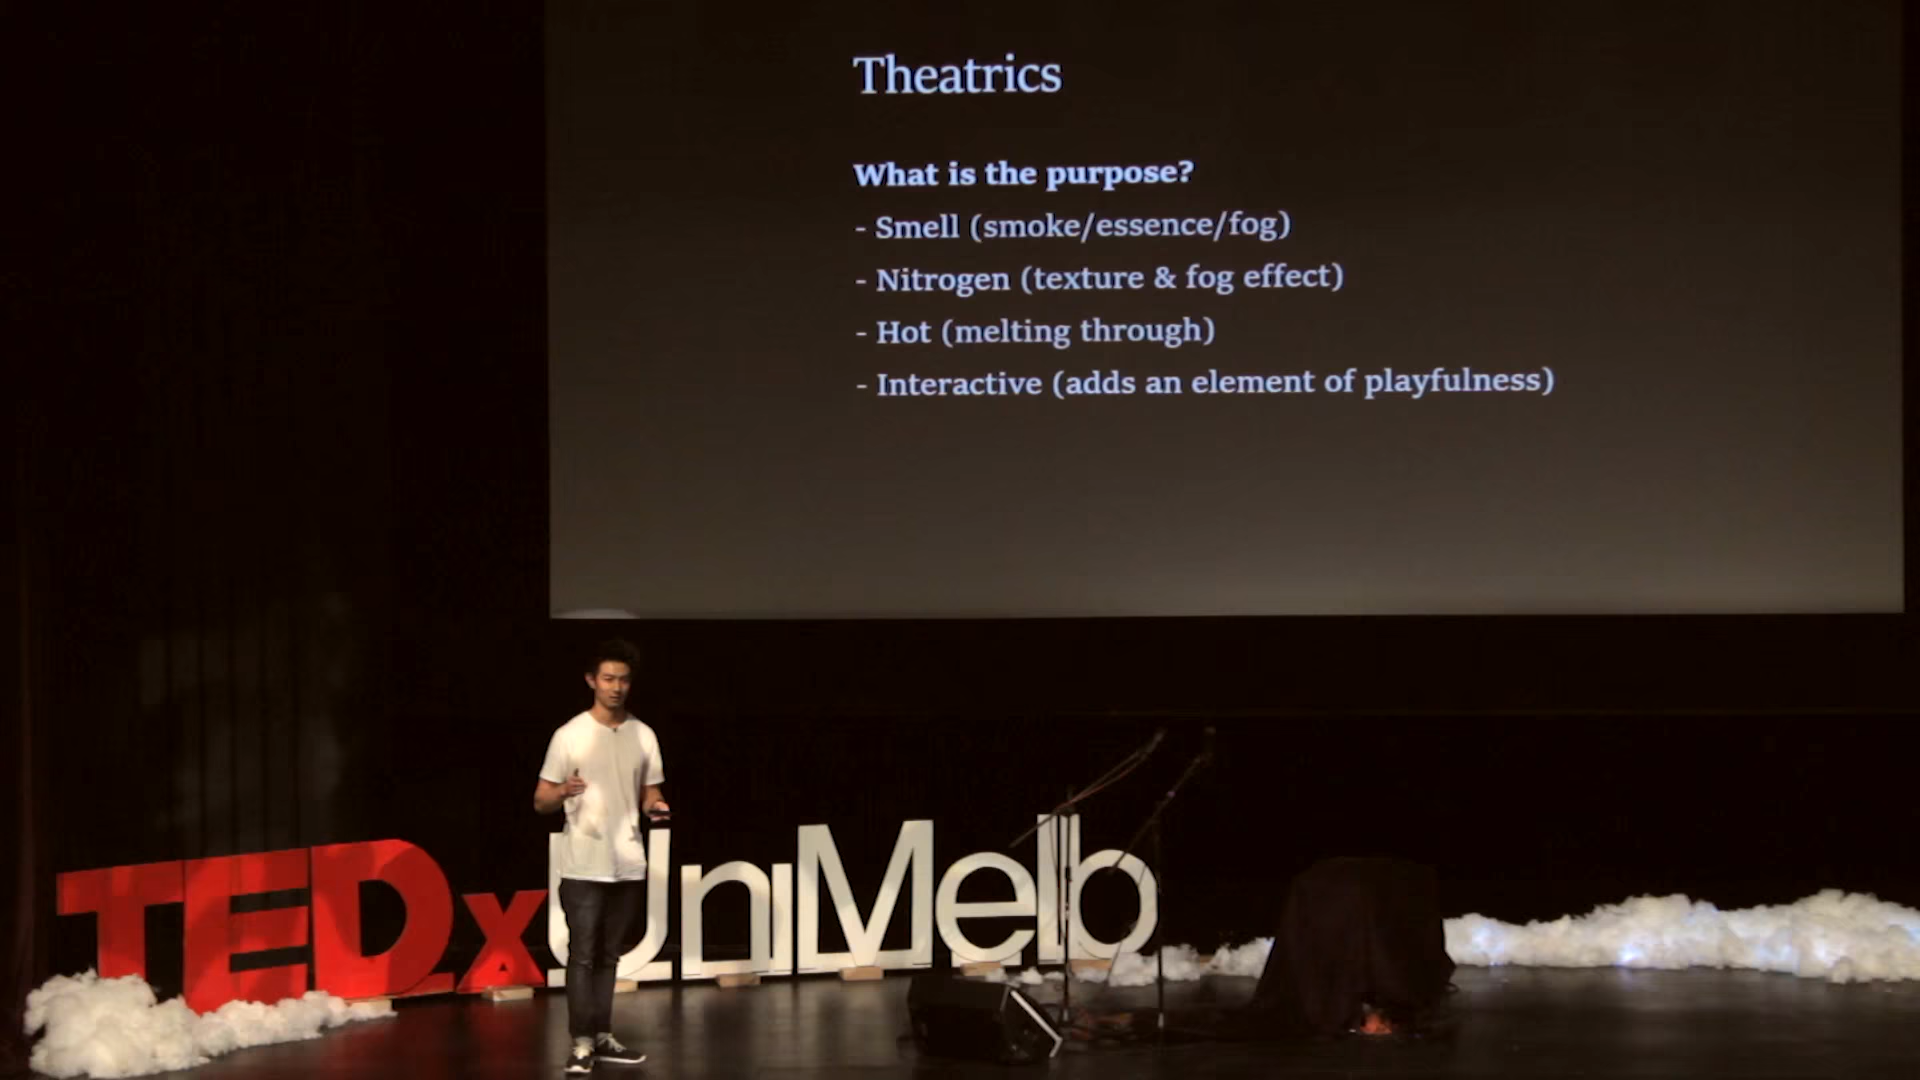 Theatrics
What is the purpose?
- Smell (smoke/essence/fog)
- Nitrogen (texture & fog effect)
- Hot (melting through)
- Interactive (adds an element of playfulness)
TEDxUniMelb